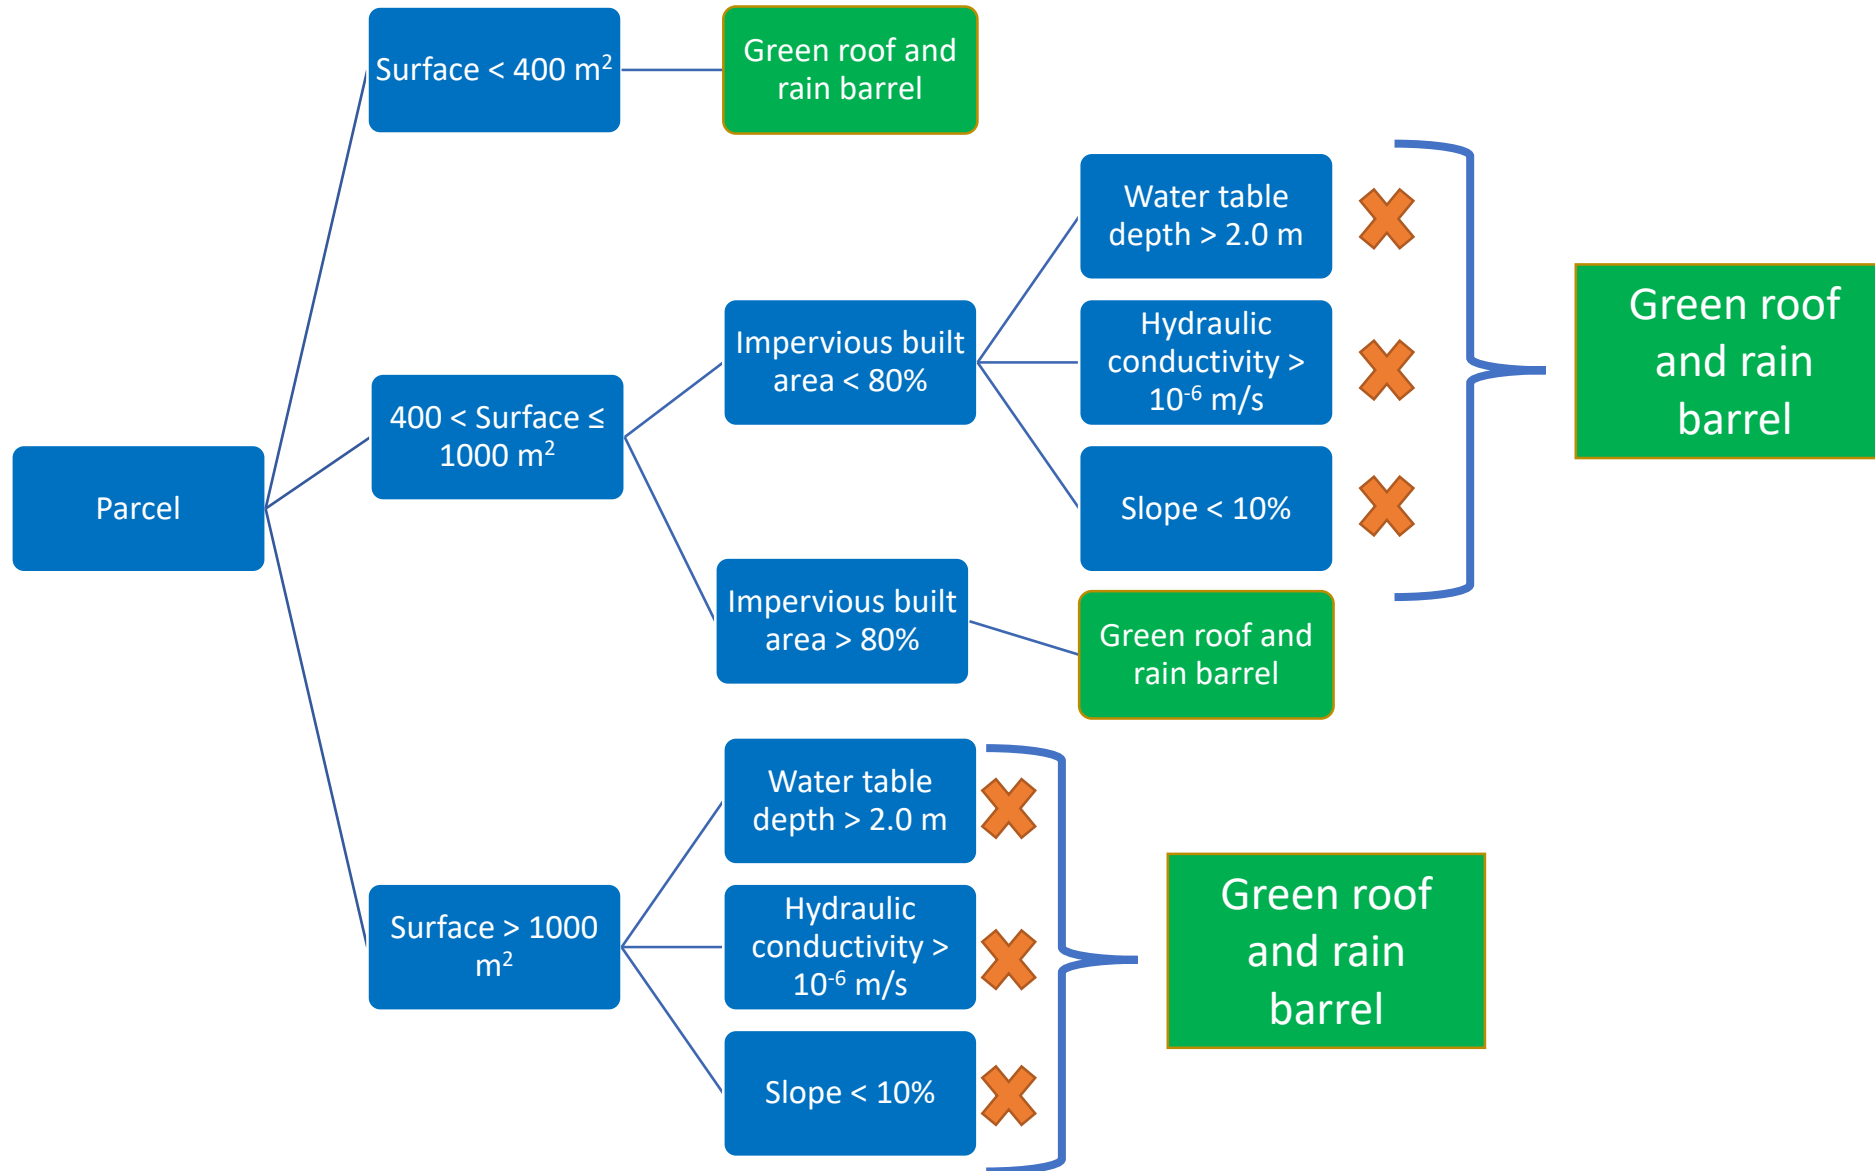 Surface < 400 m²
Green roof and
rain barrel
Water table
depth > 2.0 m
Hydraulic
conductivity >
10⁻⁶ m/s
Slope < 10%
Green roof
and rain
barrel
Impervious built
area < 80%
400 < Surface ≤
1000 m²
Parcel
Impervious built
area > 80%
Green roof and
rain barrel
Water table
depth > 2.0 m
Hydraulic
conductivity >
10⁻⁶ m/s
Slope < 10%
Surface > 1000
m²
Green roof
and rain
barrel